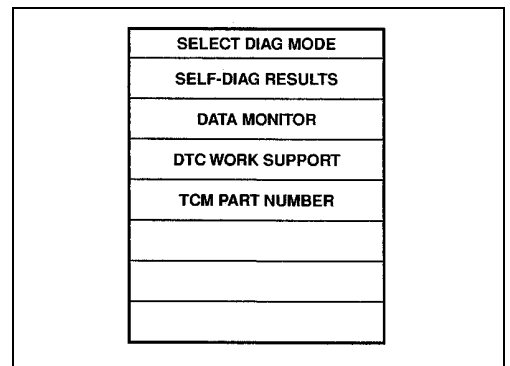 SELECT DIAG MODE
SELF-DIAG RESULTS
DATA MONITOR
DTC WORK SUPPORT
TCM PART NUMBER